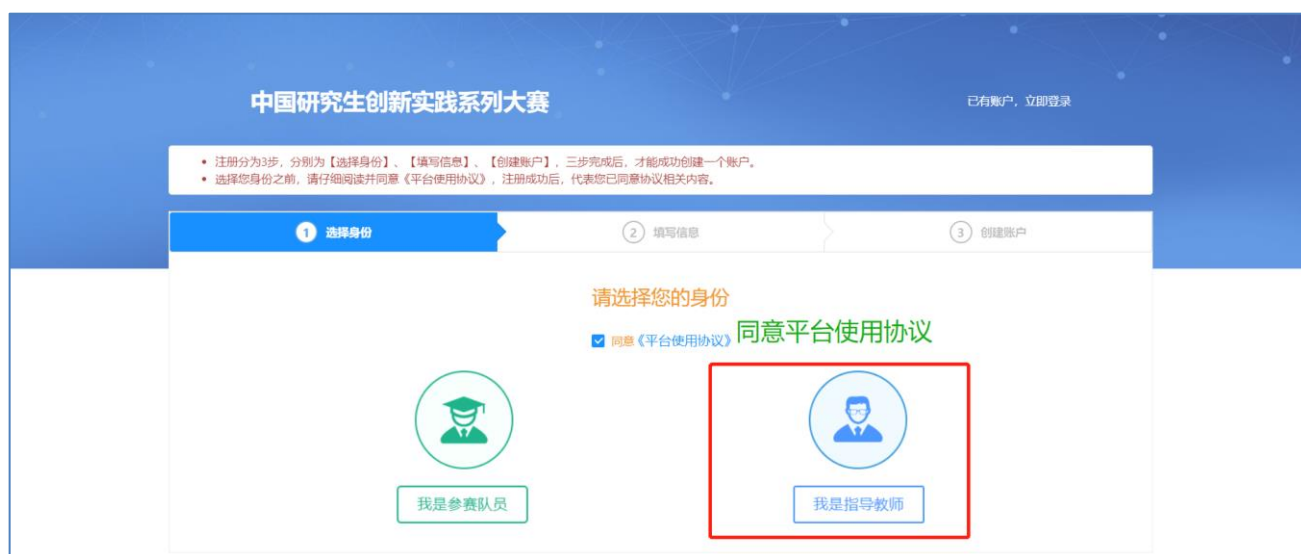 中国研究生创新实践系列大赛
已有账户，立即登录
• 注册分为3步，分别为【选择身份】、【填写信息】、【创建账户】，三步完成后，才能成功创建一个账户。
• 选择您身份之前，请仔细阅读并同意《平台使用协议》，注册成功后，代表您已同意协议相关内容。
1 选择身份
2 填写信息
3 创建账户
请选择您的身份
同意《平台使用协议》 同意平台使用协议
我是参赛队员
我是指导教师